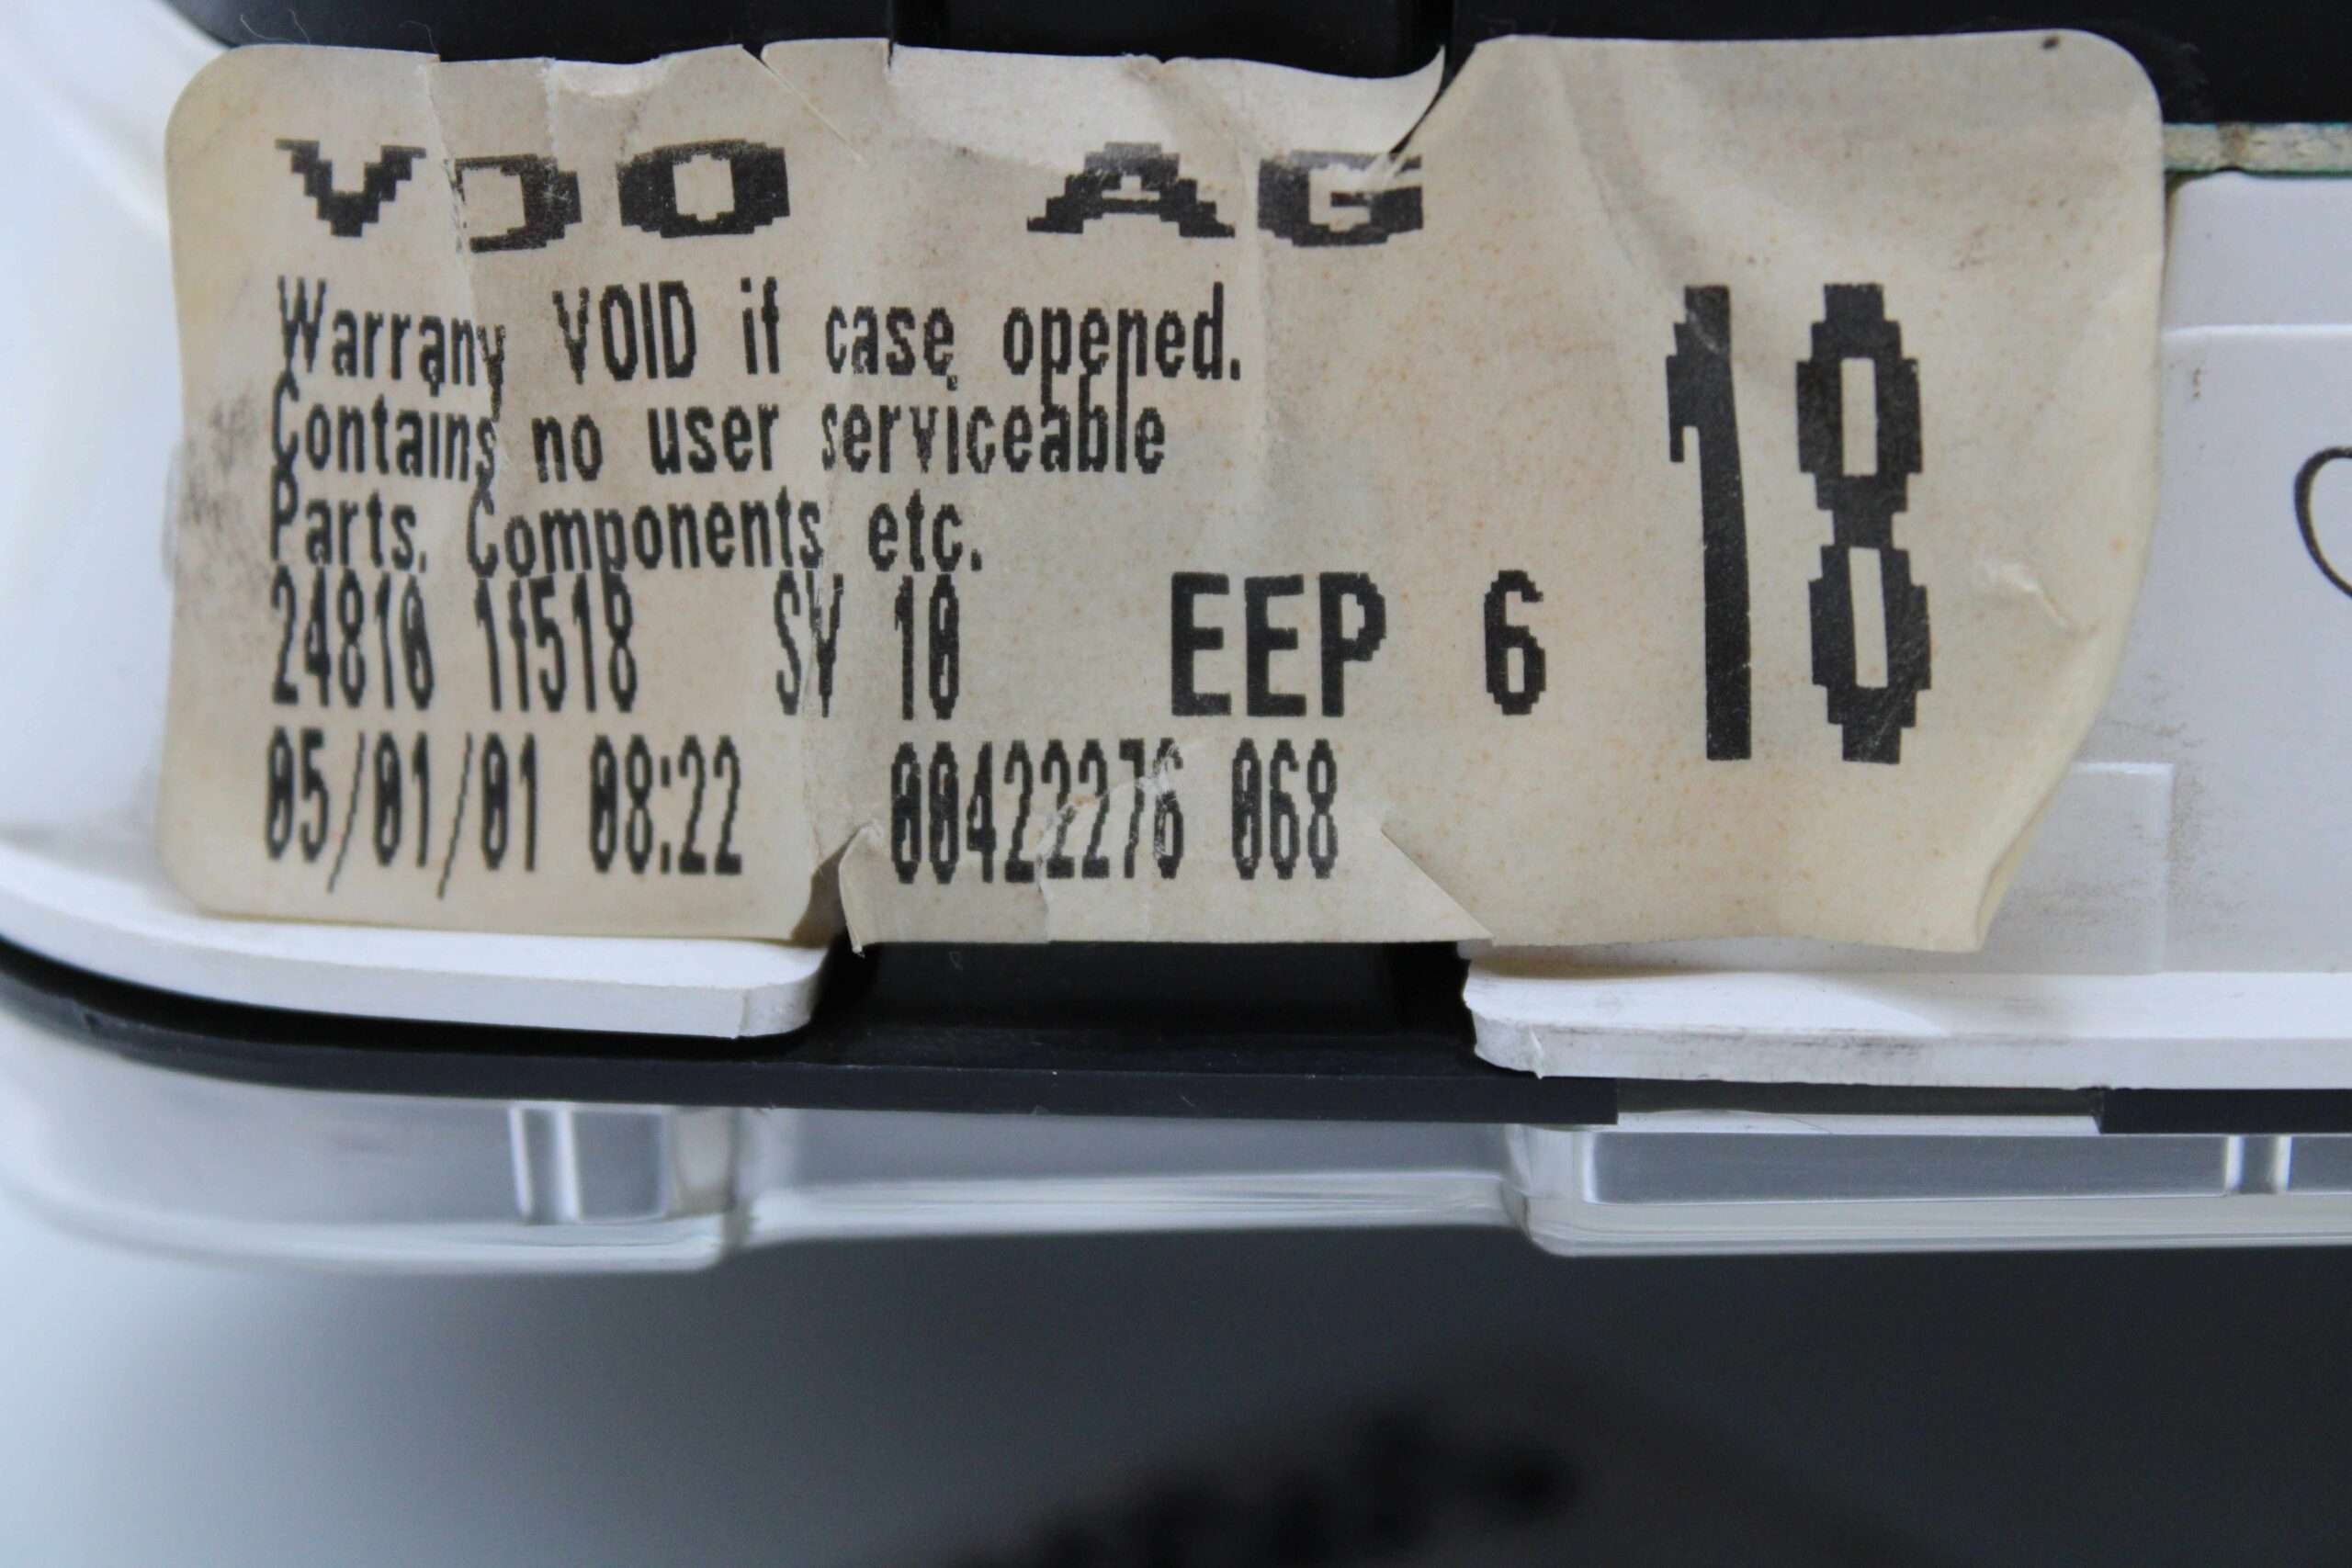 VDO AG
Warrany VOID if case opened.
Contains no user serviceable
Parts. Components etc.
24810 1f518 SV 10 EEP 6 18
05/01/01 08:22 00422276 068